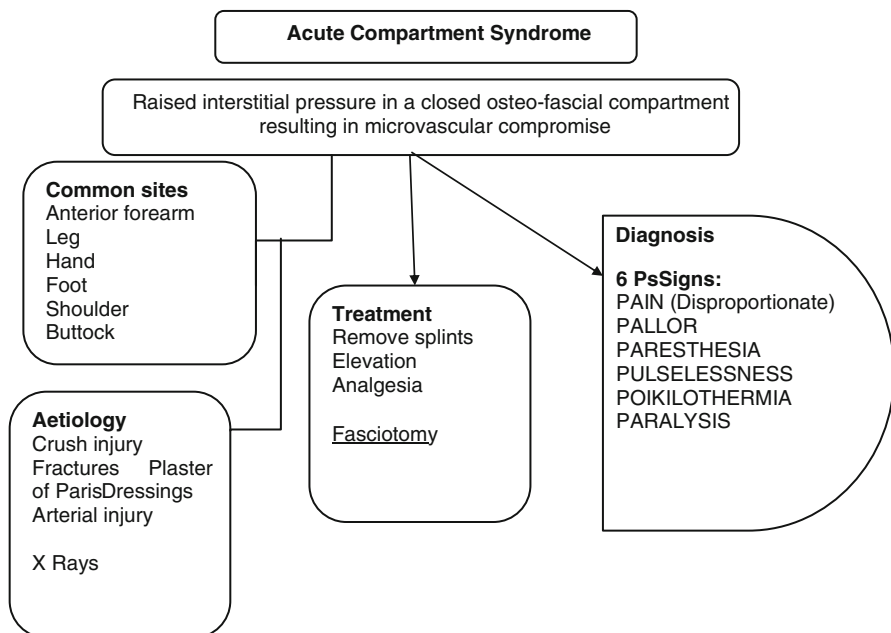 Acute Compartment Syndrome
Raised interstitial pressure in a closed osteo-fascial compartment
resulting in microvascular compromise
Common sites
Anterior forearm
Leg
Hand
Foot
Shoulder
Buttock
Aetiology
Crush injury
Fractures Plaster
of ParisDressings
Arterial injury
X Rays
Treatment
Remove splints
Elevation
Analgesia
Fasciotomy
Diagnosis
6 PsSigns:
PAIN (Disproportionate)
PALLOR
PARESTHESIA
PULSELESSNESS
POIKILOTHERMIA
PARALYSIS